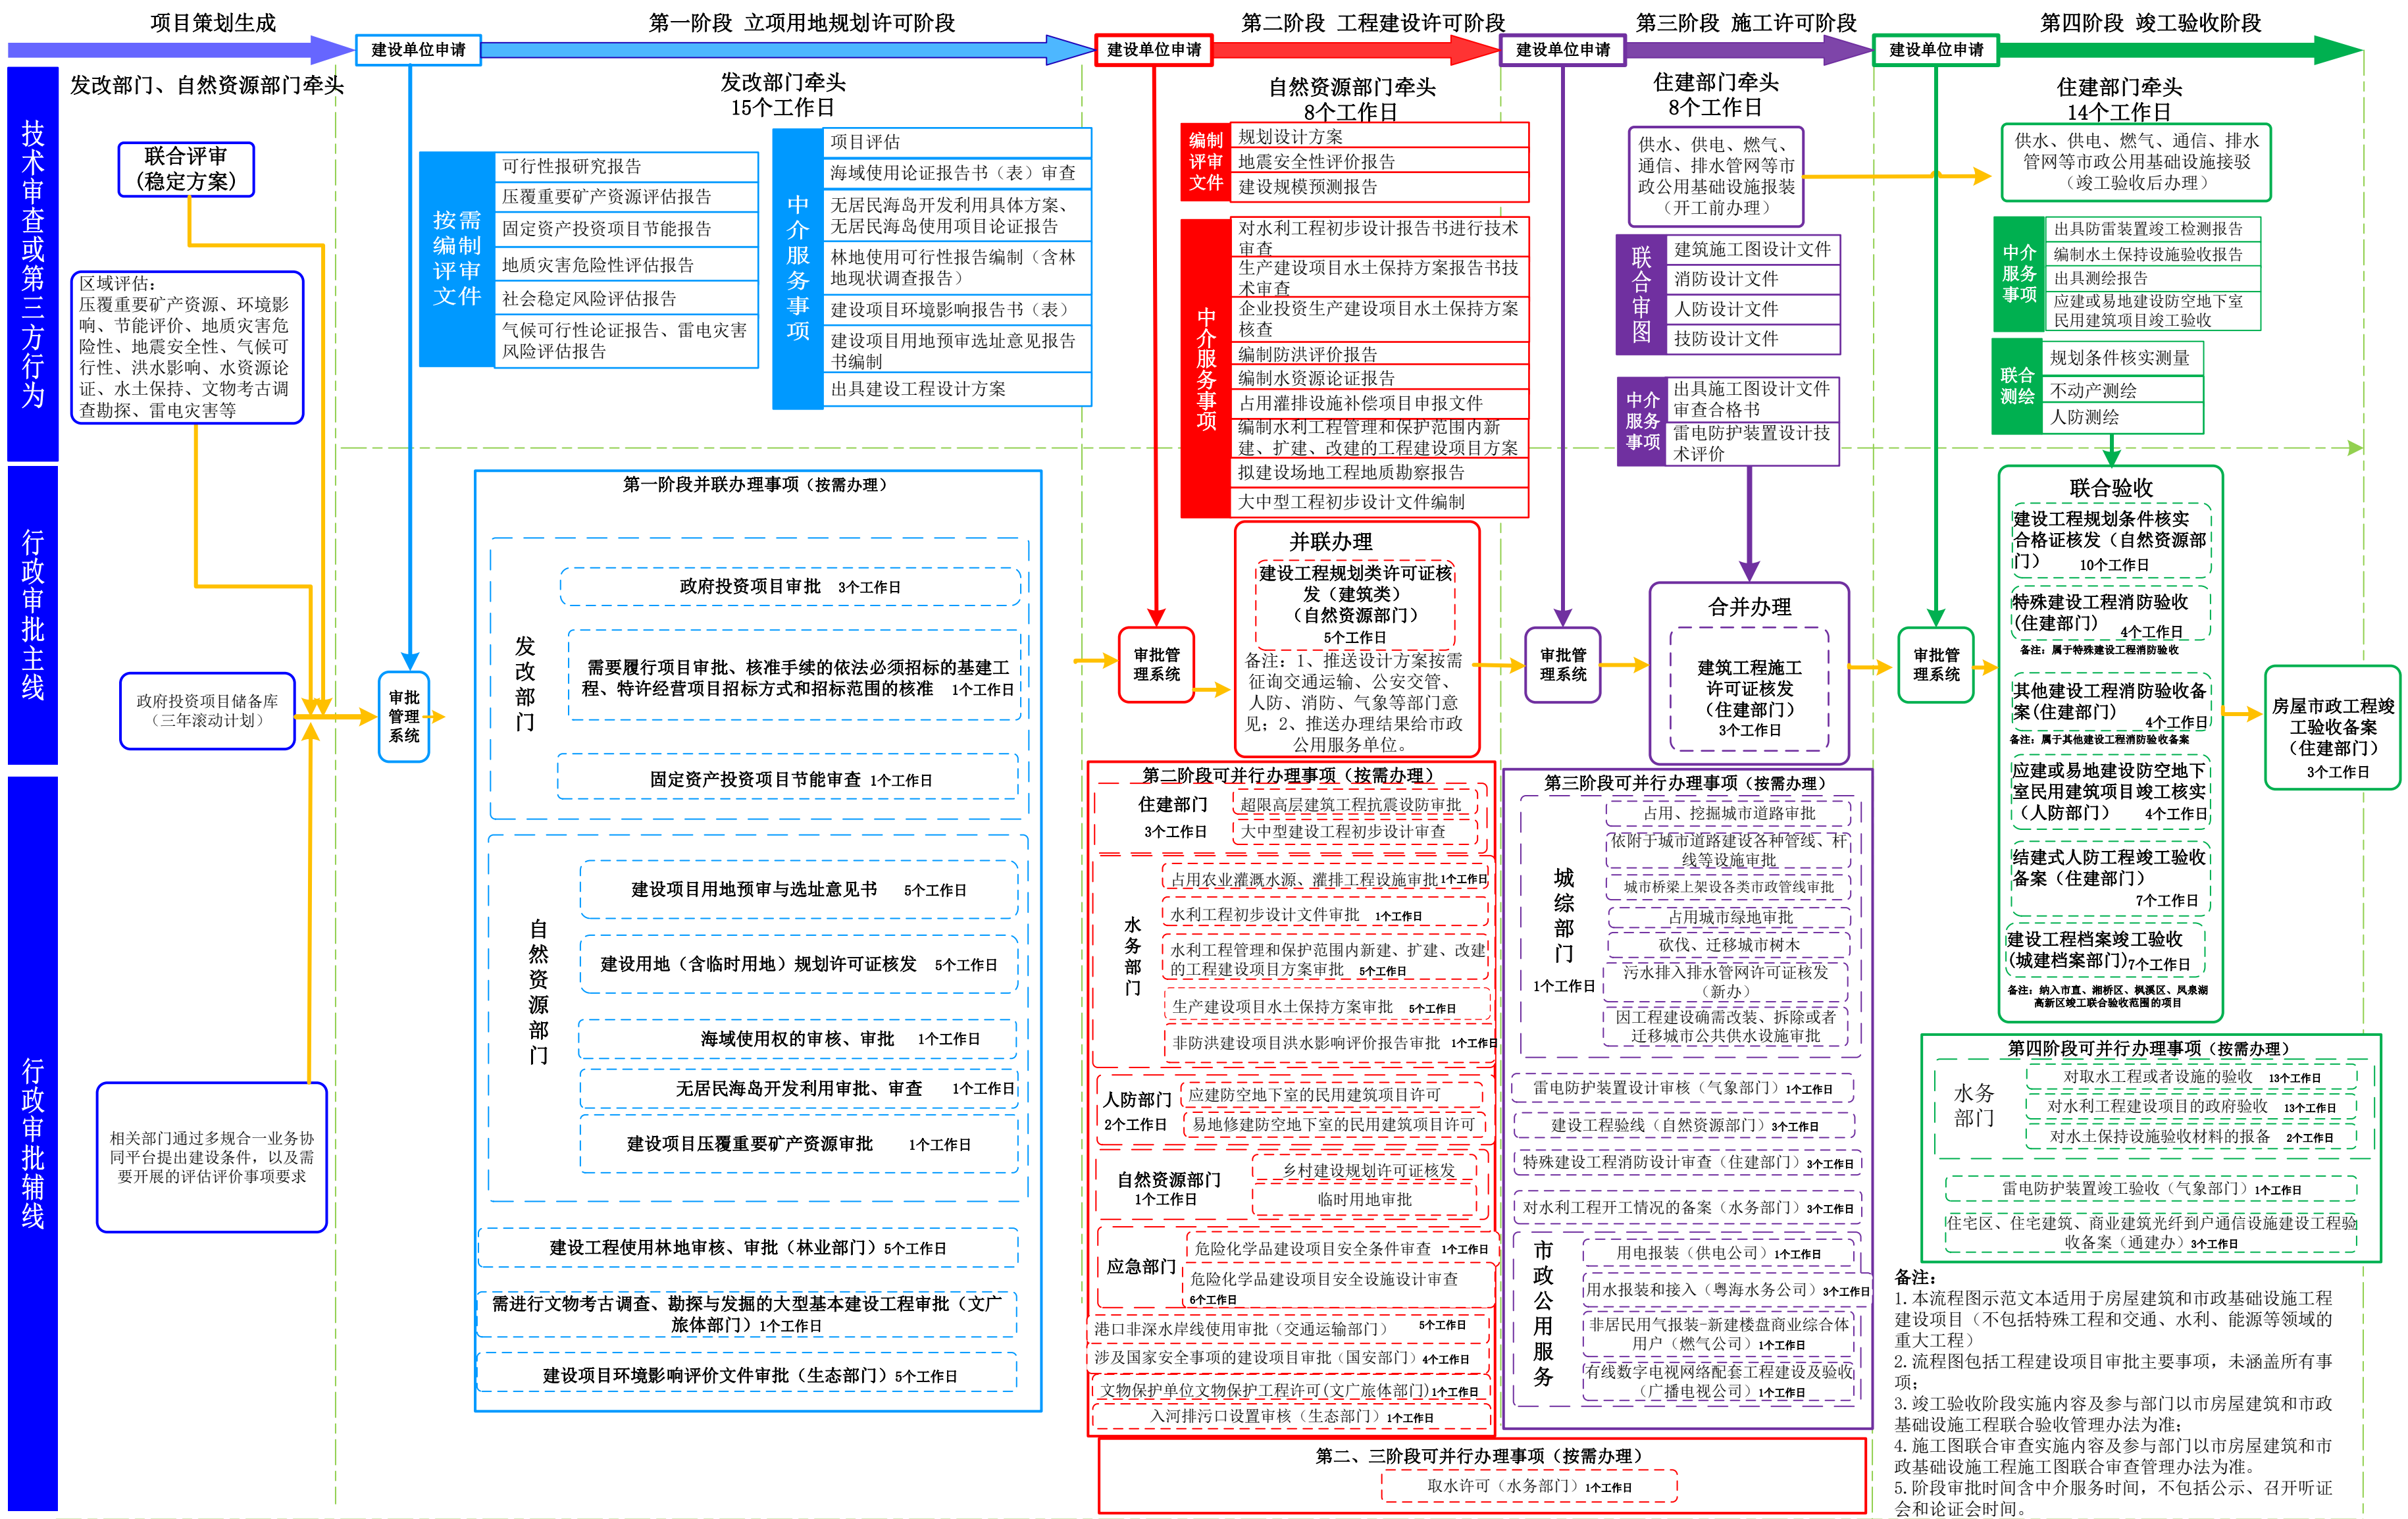 项目策划生成
第一阶段 立项用地规划许可阶段
第二阶段 工程建设许可阶段
第三阶段 施工许可阶段
第四阶段 竣工验收阶段
建设单位申请
建设单位申请
建设单位申请
建设单位申请
技术审查或第三方行为
行政审批主线
行政审批辅线
发改部门、自然资源部门牵头
联合评审
(稳定方案)
区域评估:
压覆重要矿产资源、环境影
响、节能评价、地质灾害危
险性、地震安全性、气候可
行性、洪水影响、水资源论
证、水土保持、文物考古调
查勘探、雷电灾害等
政府投资项目储备库
（三年滚动计划）
相关部门通过多规合一业务协
同平台提出建设条件，以及需
要开展的评估评价事项要求
发改部门牵头
15个工作日
按需
编制
评审
文件
可行性报研究报告
压覆重要矿产资源评估报告
固定资产投资项目节能报告
地质灾害危险性评估报告
社会稳定风险评估报告
气候可行性论证报告、雷电灾害
风险评估报告
中介服务事项
项目评估
海域使用论证报告书（表）审查
无居民海岛开发利用具体方案、
无居民海岛使用项目论证报告
林地使用可行性报告编制（含林
地现状调查报告）
建设项目环境影响报告书（表）
建设项目用地预审选址意见报告
书编制
出具建设工程设计方案
审批
管理
系统
第一阶段并联办理事项（按需办理）
发改部门
政府投资项目审批 3个工作日
需要履行项目审批、核准手续的依法必须招标的基建工
程、特许经营项目招标方式和招标范围的核准 1个工作日
固定资产投资项目节能审查 1个工作日
自然资源部门
建设项目用地预审与选址意见书 5个工作日
建设用地（含临时用地）规划许可证核发 5个工作日
海域使用权的审核、审批 1个工作日
无居民海岛开发利用审批、审查 1个工作日
建设项目压覆重要矿产资源审批 1个工作日
建设工程使用林地审核、审批（林业部门）5个工作日
需进行文物考古调查、勘探与发掘的大型基本建设工程审批（文广
旅体部门）1个工作日
建设项目环境影响评价文件审批（生态部门）5个工作日
自然资源部门牵头
8个工作日
编制
评审
文件
规划设计方案
地震安全性评价报告
建设规模预测报告
中介服务事项
对水利工程初步设计报告书进行技术
审查
生产建设项目水土保持方案报告书技
术审查
企业投资生产建设项目水土保持方案
核查
编制防洪评价报告
编制水资源论证报告
占用灌排设施补偿项目申报文件
编制水利工程管理和保护范围内新
建、扩建、改建的工程建设项目方案
拟建设场地工程地质勘察报告
大中型工程初步设计文件编制
审批管
理系统
并联办理
建设工程规划类许可证核
发（建筑类）
（自然资源部门）
5个工作日
备注：1、推送设计方案按需
征询交通运输、公安交管、
人防、消防、气象等部门意
见；2、推送办理结果给市政
公用服务单位。
第二阶段可并行办理事项（按需办理）
住建部门
3个工作日
超限高层建筑工程抗震设防审批
大中型建设工程初步设计审查
水务部门
占用农业灌溉水源、灌排工程设施审批1个工作日
水利工程初步设计文件审批 1个工作日
水利工程管理和保护范围内新建、扩建、改建
的工程建设项目方案审批 5个工作日
生产建设项目水土保持方案审批 5个工作日
非防洪建设项目洪水影响评价报告审批 1个工作日
人防部门
2个工作日
应建防空地下室的民用建筑项目许可
易地修建防空地下室的民用建筑项目许可
自然资源部门
1个工作日
乡村建设规划许可证核发
临时用地审批
应急部门
危险化学品建设项目安全条件审查 1个工作日
危险化学品建设项目安全设施设计审查
6个工作日
港口非深水岸线使用审批（交通运输部门） 5个工作日
涉及国家安全事项的建设项目审批（国安部门）4个工作日
文物保护单位文物保护工程许可(文广旅体部门)1个工作日
入河排污口设置审核（生态部门）1个工作日
第二、三阶段可并行办理事项（按需办理）
取水许可（水务部门）1个工作日
住建部门牵头
8个工作日
供水、供电、燃气、
通信、排水管网等市
政公用基础设施报装
（开工前办理）
联合审图
建筑施工图设计文件
消防设计文件
人防设计文件
技防设计文件
中介
服务
事项
出具施工图设计文件
审查合格书
雷电防护装置设计技
术评价
审批管
理系统
合并办理
建筑工程施工
许可证核发
（住建部门）
3个工作日
第三阶段可并行办理事项（按需办理）
城综部门
1个工作日
占用、挖掘城市道路审批
依附于城市道路建设各种管线、杆
线等设施审批
城市桥梁上架设各类市政管线审批
占用城市绿地审批
砍伐、迁移城市树木
污水排入排水管网许可证核发
（新办）
因工程建设确需改装、拆除或者
迁移城市公共供水设施审批
雷电防护装置设计审核（气象部门）1个工作日
建设工程验线（自然资源部门）3个工作日
特殊建设工程消防设计审查（住建部门）3个工作日
对水利工程开工情况的备案（水务部门）3个工作日
市政公用服务
用电报装（供电公司）1个工作日
用水报装和接入（粤海水务公司）3个工作日
非居民用气报装-新建楼盘商业综合体
用户（燃气公司）1个工作日
有线数字电视网络配套工程建设及验收
（广播电视公司）1个工作日
住建部门牵头
14个工作日
供水、供电、燃气、通信、排水
管网等市政公用基础设施接驳
（竣工验收后办理）
中介
服务
事项
出具防雷装置竣工检测报告
编制水土保持设施验收报告
出具测绘报告
应建或易地建设防空地下室
民用建筑项目竣工验收
联合
测绘
规划条件核实测量
不动产测绘
人防测绘
审批管
理系统
联合验收
建设工程规划条件核实
合格证核发（自然资源部
门） 10个工作日
特殊建设工程消防验收
(住建部门) 4个工作日
备注：属于特殊建设工程消防验收
其他建设工程消防验收备
案(住建部门) 4个工作日
备注：属于其他建设工程消防验收备案
应建或易地建设防空地下
室民用建筑项目竣工核实
（人防部门） 4个工作日
结建式人防工程竣工验收
备案（住建部门）
7个工作日
建设工程档案竣工验收
(城建档案部门)7个工作日
备注：纳入市直、湘桥区、枫溪区、凤泉湖
高新区竣工联合验收范围的项目
房屋市政工程竣
工验收备案
（住建部门）
3个工作日
第四阶段可并行办理事项（按需办理）
水务
部门
对取水工程或者设施的验收 13个工作日
对水利工程建设项目的政府验收 13个工作日
对水土保持设施验收材料的报备 2个工作日
雷电防护装置竣工验收（气象部门）1个工作日
住宅区、住宅建筑、商业建筑光纤到户通信设施建设工程验
收备案（通建办）3个工作日
备注:
1.本流程图示范文本适用于房屋建筑和市政基础设施工程
建设项目（不包括特殊工程和交通、水利、能源等领域的
重大工程）
2.流程图包括工程建设项目审批主要事项，未涵盖所有事
项；
3.竣工验收阶段实施内容及参与部门以市房屋建筑和市政
基础设施工程联合验收管理办法为准；
4.施工图联合审查实施内容及参与部门以市房屋建筑和市
政基础设施工程施工图联合审查管理办法为准。
5.阶段审批时间含中介服务时间，不包括公示、召开听证
会和论证会时间。